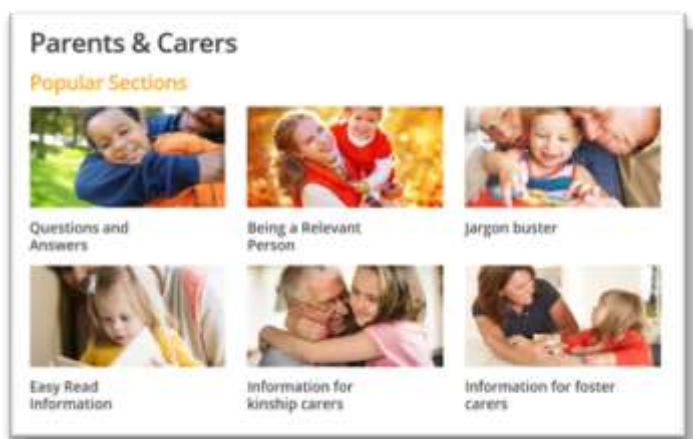 Parents & Carers
Popular Sections
Questions and
Answers
Being a Relevant
Person
Jargon buster
Easy Read
Information
Information for
kinship carers
Information for foster
carers